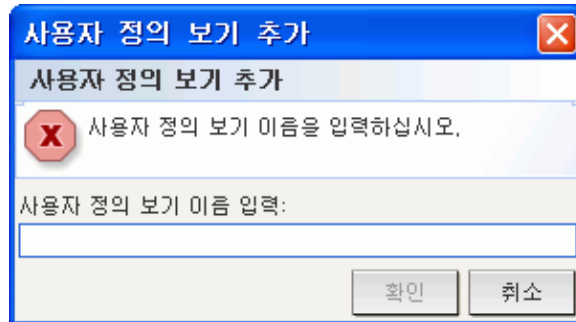 사용자 정의 보기 추가
사용자 정의 보기 추가
사용자 정의 보기 이름을 입력하십시오.
사용자 정의 보기 이름 입력:
확인
취소